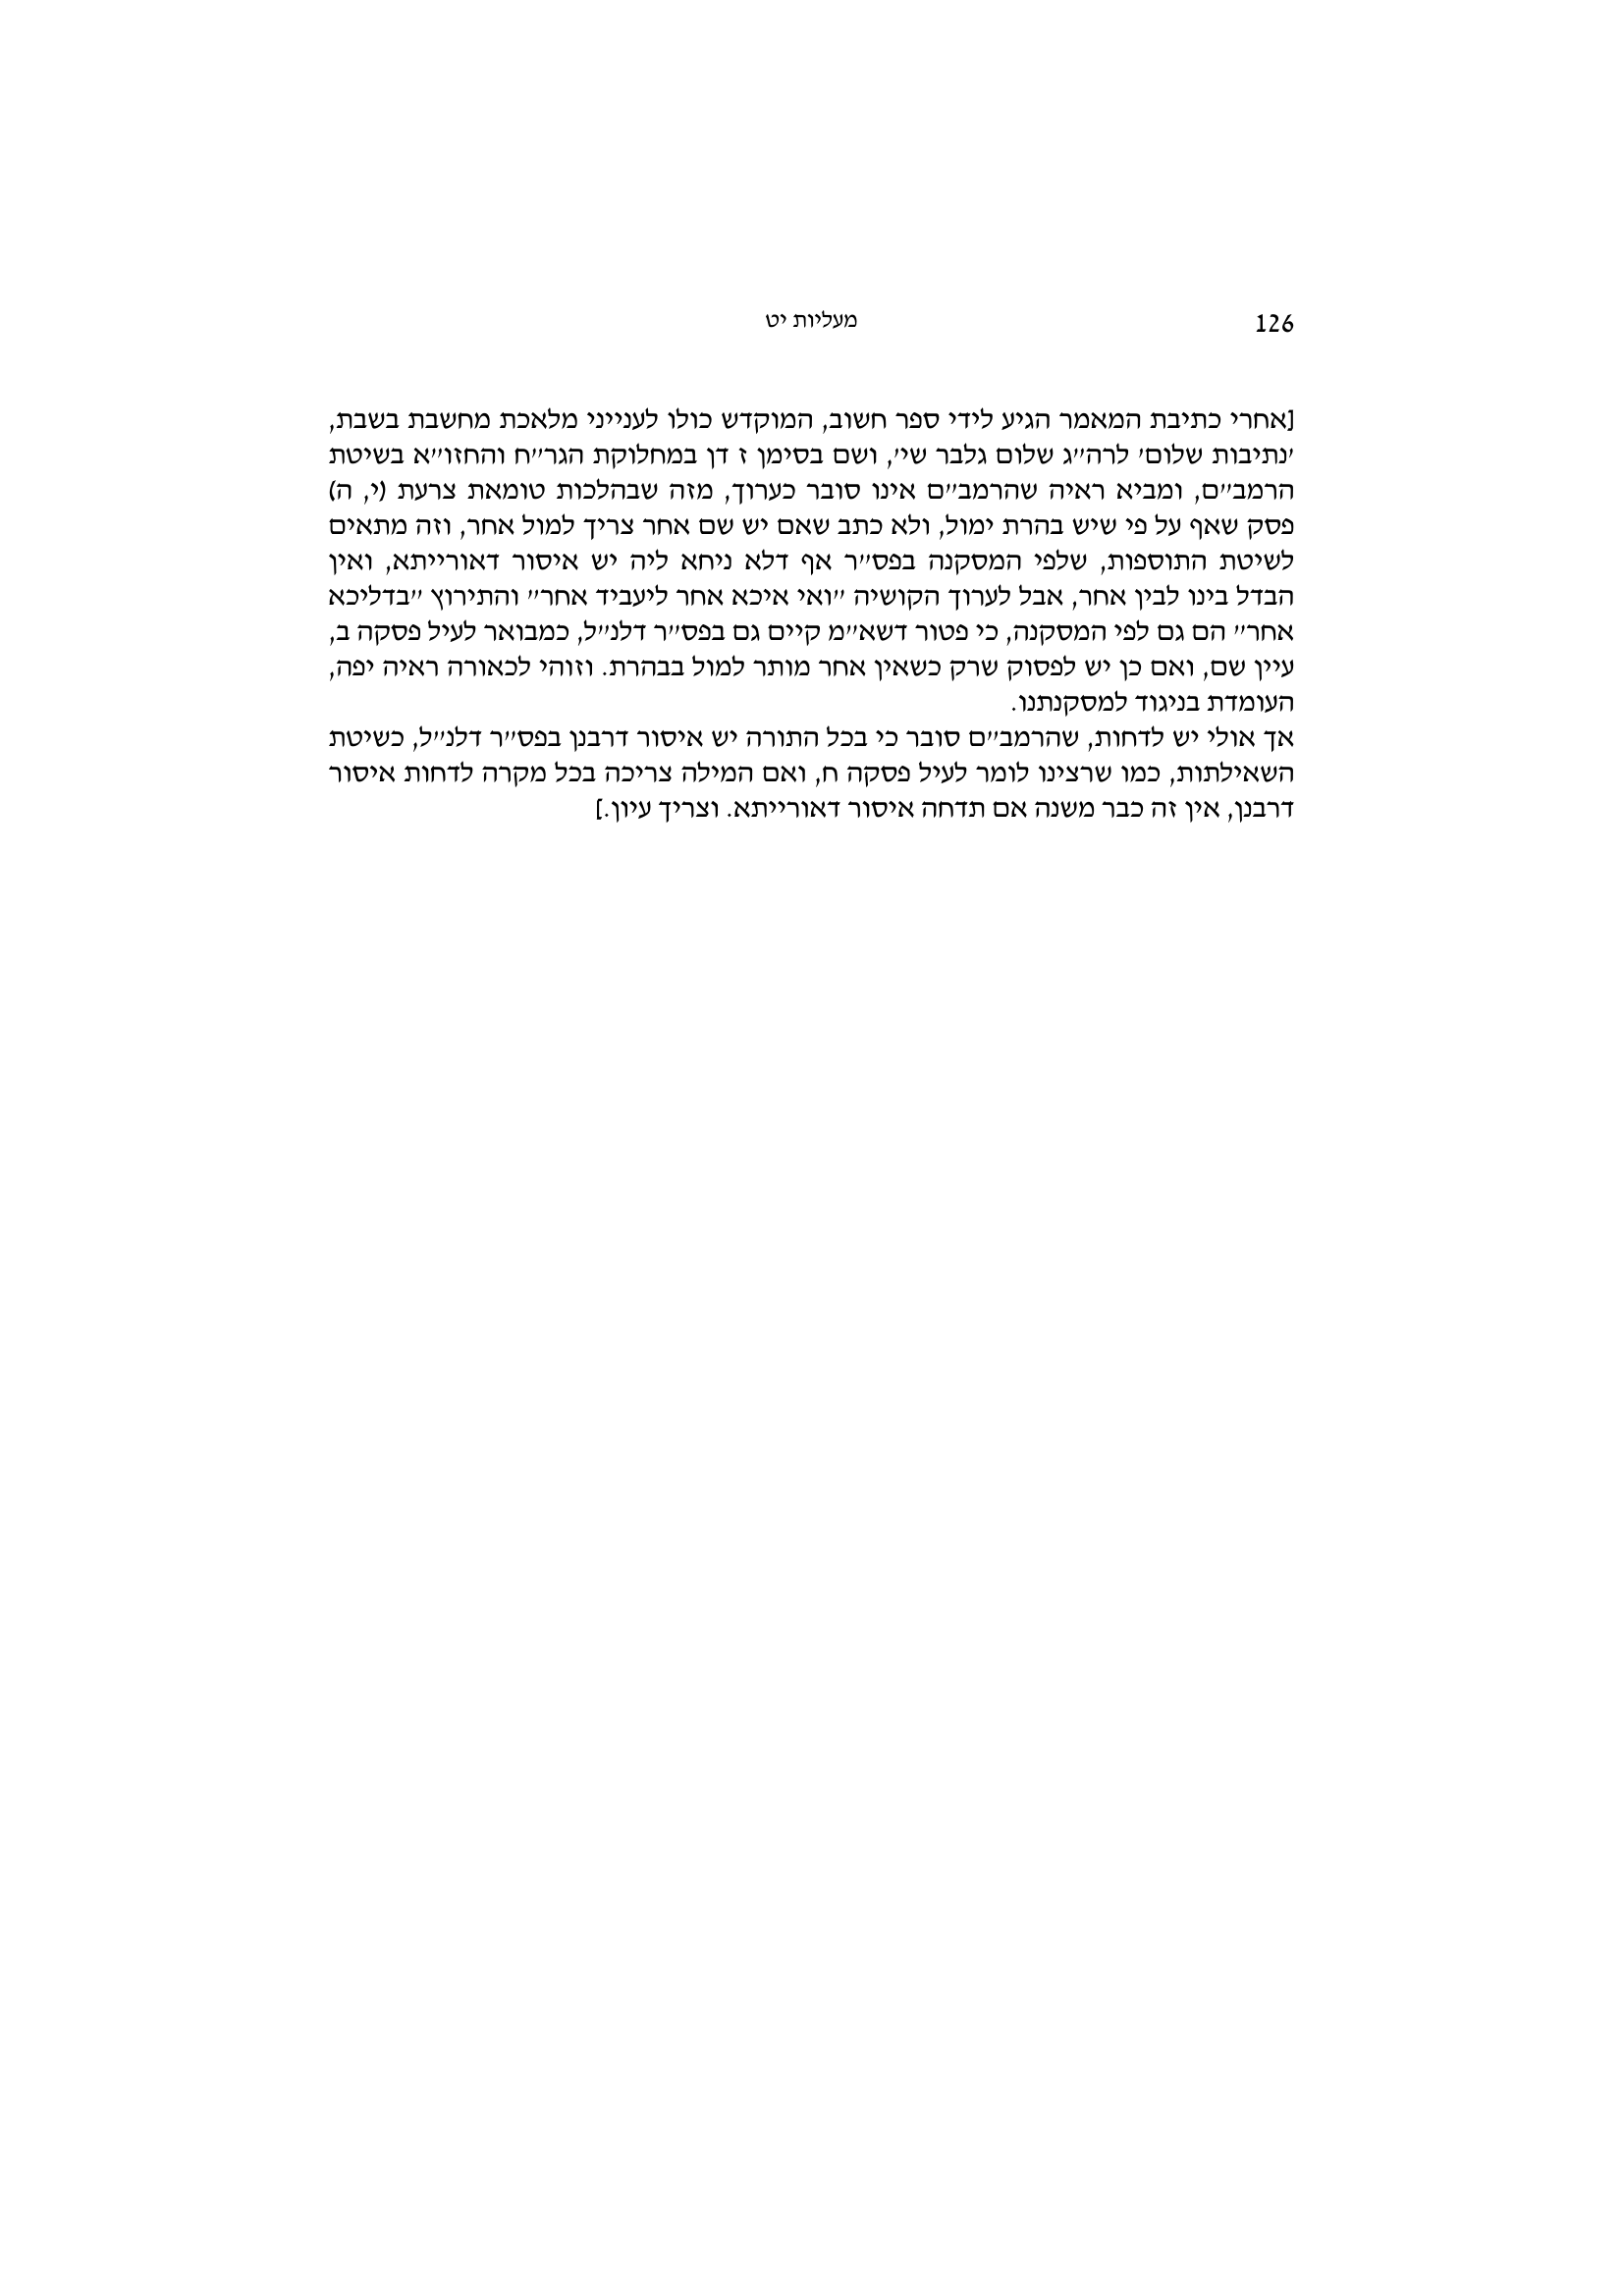 126 מעליות יט
[אחרי כתיבת המאמר הגיע לידי ספר חשוב, המוקדש כולו לענייני מלאכת מחשבת בשבת,
'נתיבות שלום' לרה"ג שלום גלבר שי', ושם בסימן ז דן במחלוקת הגר"ח והחזו"א בשיטת
הרמב"ם, ומביא ראיה שהרמב"ם אינו סובר כערוך, מזה שבהלכות טומאת צרעת (י, ה)
פסק שאף על פי שיש בהרת ימול, ולא כתב שאם יש שם אחר צריך למול אחר, וזה מתאים
לשיטת התוספות, שלפי המסקנה בפס"ר אף דלא ניחא ליה יש איסור דאורייתא, ואין
הבדל בינו לבין אחר, אבל לערוך הקושיה "ואי איכא אחר ליעביד אחר" והתירוץ "בדליכא
אחר" הם גם לפי המסקנה, כי פטור דשא"מ קיים גם בפס"ר דלנ"ל, כמבואר לעיל פסקה ב,
עיין שם, ואם כן יש לפסוק שרק כשאין אחר מותר למול בבהרת. וזוהי לכאורה ראיה יפה,
העומדת בניגוד למסקנתנו.
אך אולי יש לדחות, שהרמב"ם סובר כי בכל התורה יש איסור דרבנן בפס"ר דלנ"ל, כשיטת
השאילתות, כמו שרצינו לומר לעיל פסקה ח, ואם המילה צריכה בכל מקרה לדחות איסור
דרבנן, אין זה כבר משנה אם תדחה איסור דאורייתא. וצריך עיון.]